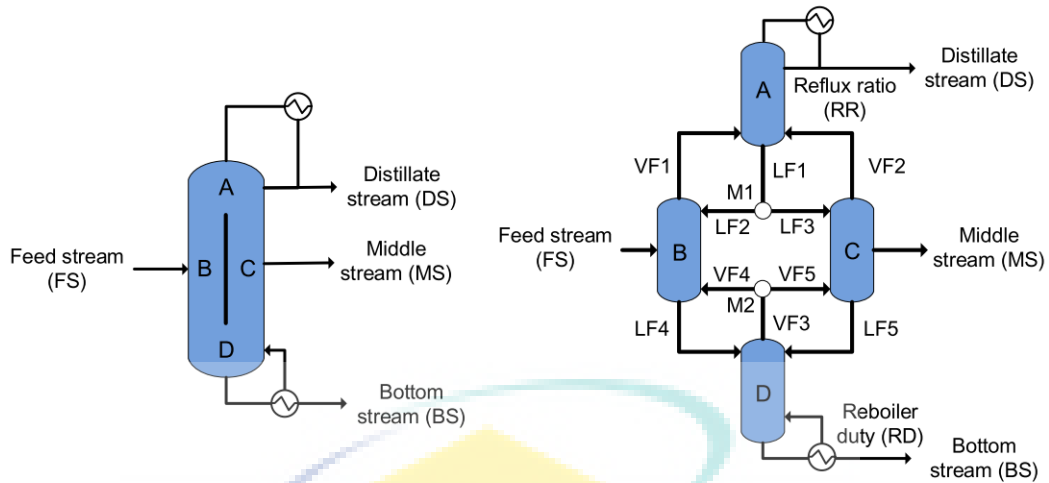 A
Distillate
stream (DS)
Feed stream
(FS)
B
C
Middle
stream (MS)
D
Bottom
stream (BS)
A
Distillate
stream (DS)
Reflux ratio
(RR)
VF1
LF1
VF2
M1
LF2
LF3
Feed stream
(FS)
B
C
Middle
stream (MS)
VF4
VF5
M2
LF4
VF3
LF5
D
Reboiler
duty (RD)
Bottom
stream (BS)